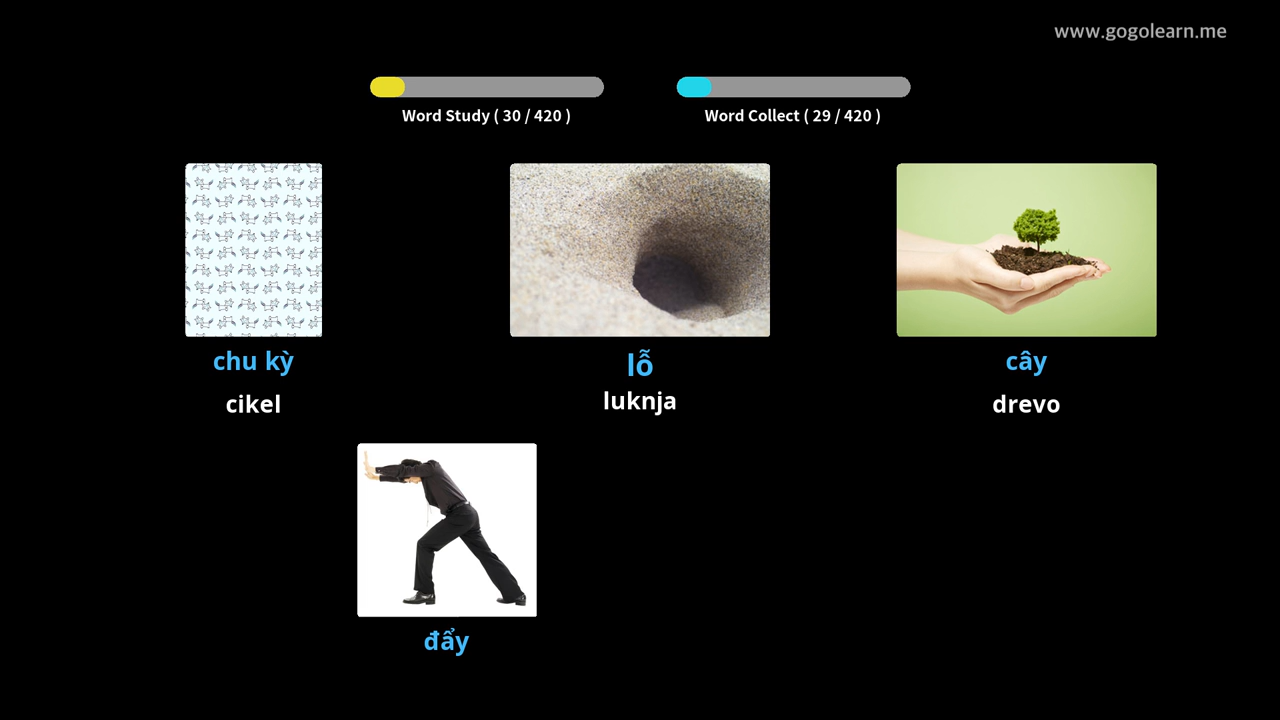 www.gogolearn.me
Word Study ( 30 / 420 )
Word Collect ( 29 / 420 )
chu kỳ
cikel
lỗ
luknja
cây
drevo
đẩy